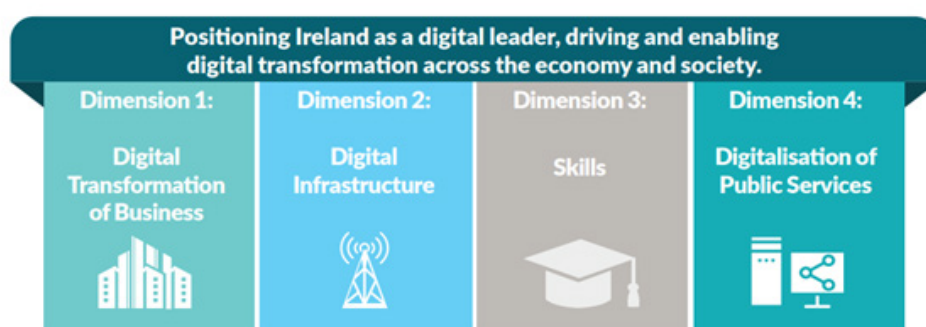 Positioning Ireland as a digital leader, driving and enabling
digital transformation across the economy and society.
Dimension 1:
Digital
Transformation
of Business
Dimension 2:
Digital
Infrastructure
Dimension 3:
Skills
Dimension 4:
Digitalisation of
Public Services